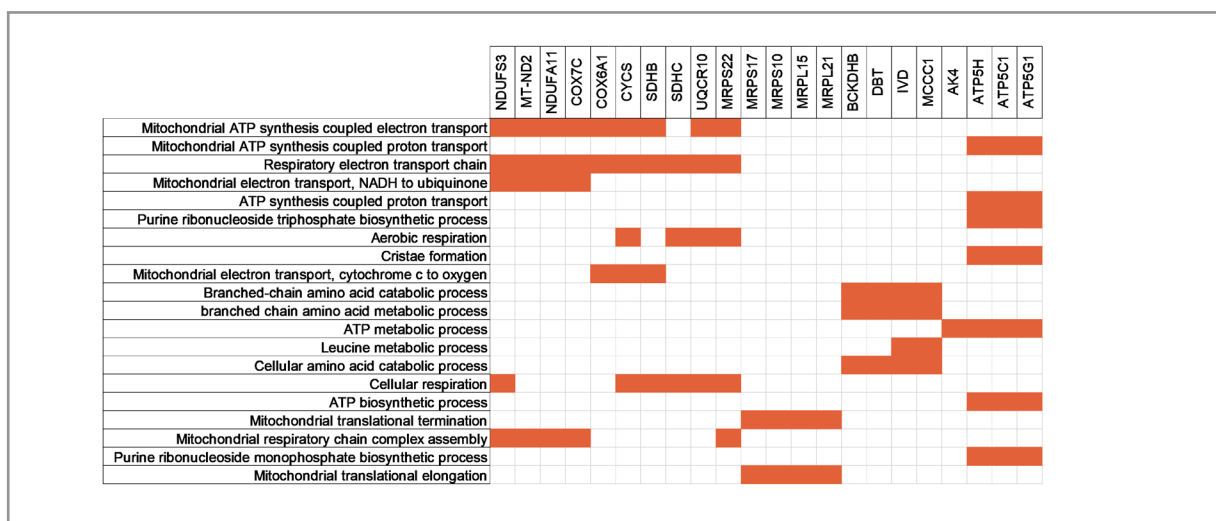 NDUFS3
MT-ND2
NDUFA11
COX7C
COX6A1
CYCS
SDHB
SDHC
UQCR10
MRPS22
MRPS17
MRPS10
MRPL15
MRPL21
BCKDHB
DBT
IVD
MCCC1
AK4
ATP5H
ATP5C1
ATP5G1
Mitochondrial ATP synthesis coupled electron transport
Mitochondrial ATP synthesis coupled proton transport
Respiratory electron transport chain
Mitochondrial electron transport, NADH to ubiquinone
ATP synthesis coupled proton transport
Purine ribonucleoside triphosphate biosynthetic process
Aerobic respiration
Cristae formation
Mitochondrial electron transport, cytochrome c to oxygen
Branched-chain amino acid catabolic process
branched chain amino acid metabolic process
ATP metabolic process
Leucine metabolic process
Cellular amino acid catabolic process
Cellular respiration
ATP biosynthetic process
Mitochondrial translational termination
Mitochondrial respiratory chain complex assembly
Purine ribonucleoside monophosphate biosynthetic process
Mitochondrial translational elongation